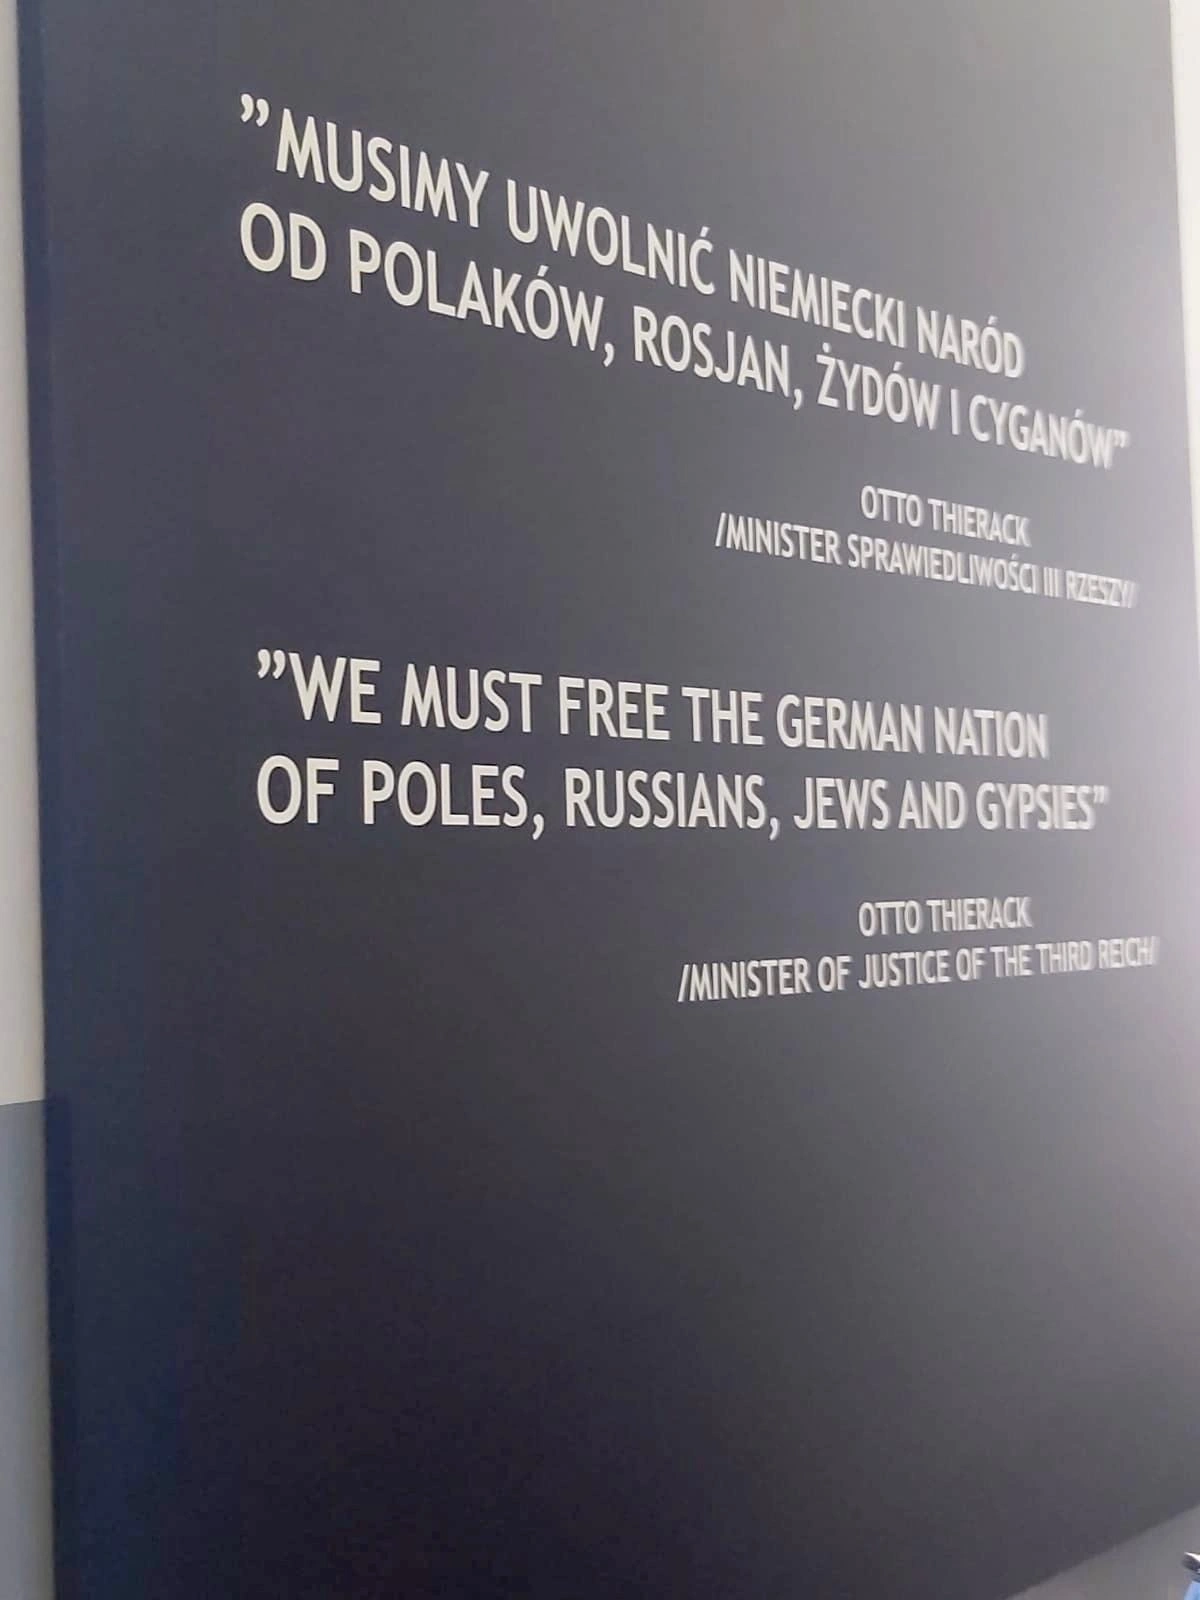 ”MUSIMY UWOLNIĆ NIEMIECKI NARÓD
OD POLAKÓW, ROSJAN, ŻYDÓW I CYGANÓW”
OTTO THIERACK
/MINISTER SPRAWIEDLIWOŚCI III RZESZY/
”WE MUST FREE THE GERMAN NATION
OF POLES, RUSSIANS, JEWS AND GYPSIES”
OTTO THIERACK
/MINISTER OF JUSTICE OF THE THIRD REICH/